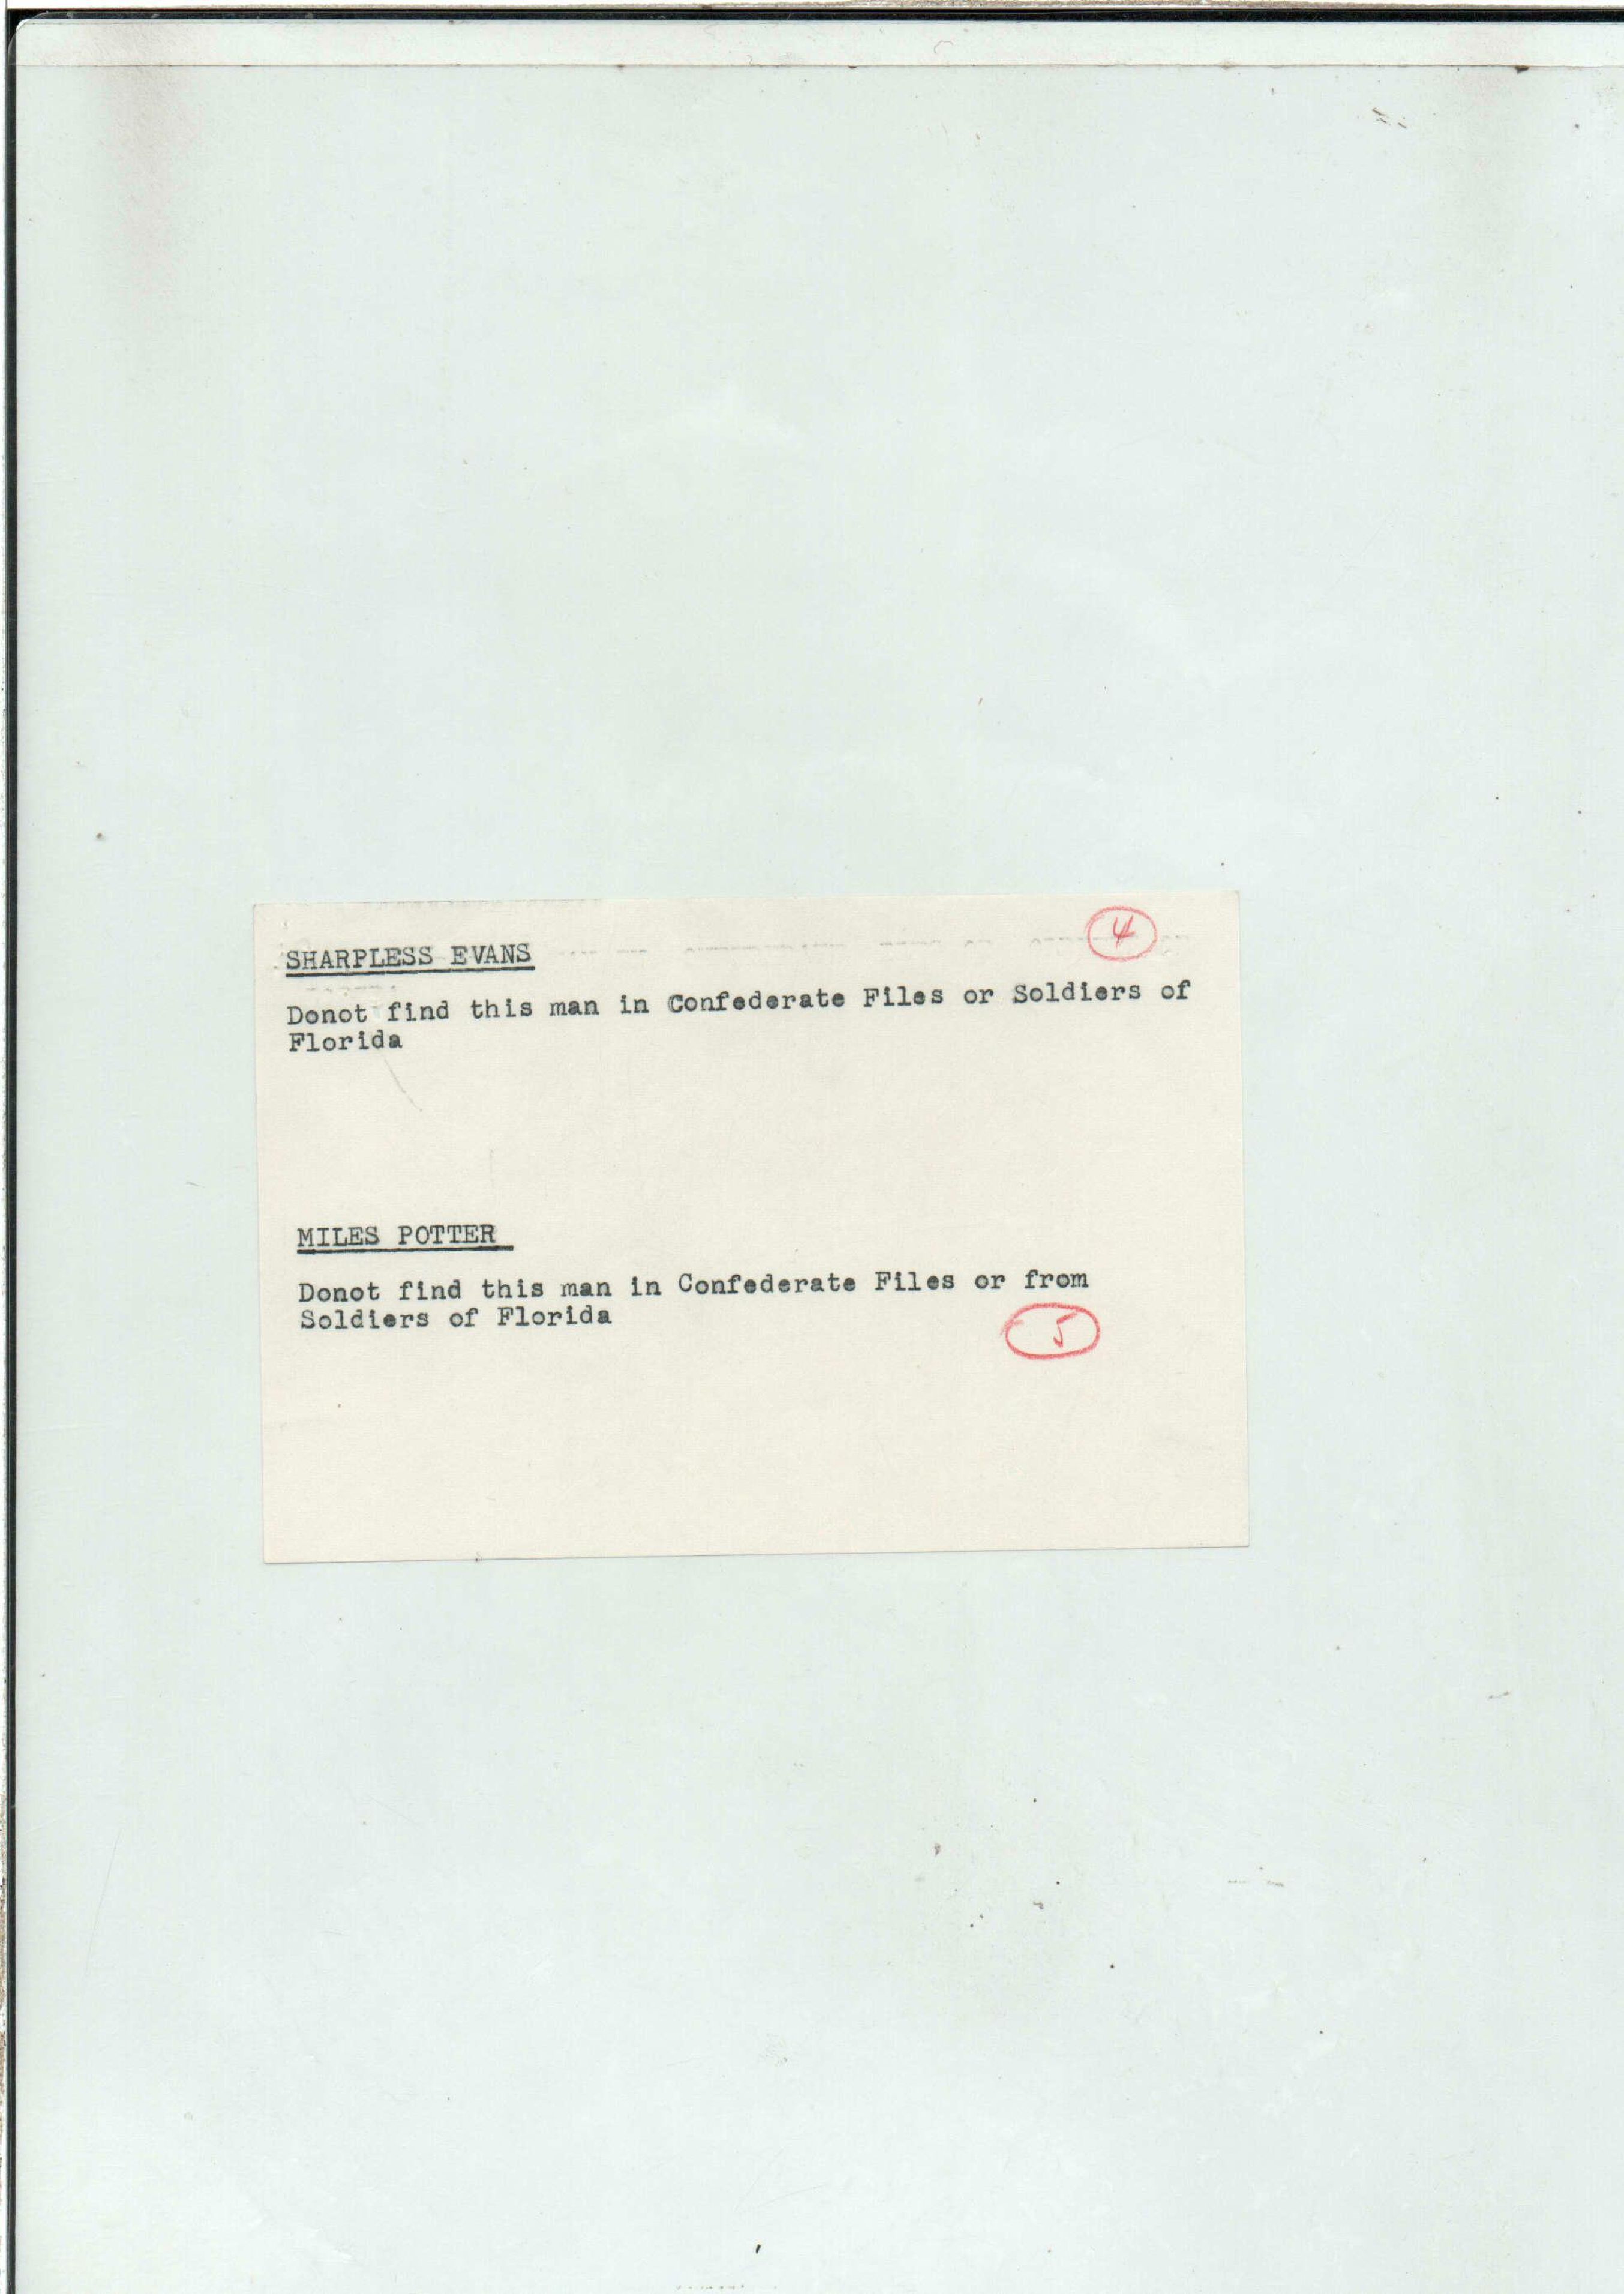 4
SHARPLESS EVANS
Donot find this man in Confederate Files or Soldiers of
Florida
MILES POTTER
Donot find this man in Confederate Files or from
Soldiers of Florida
5